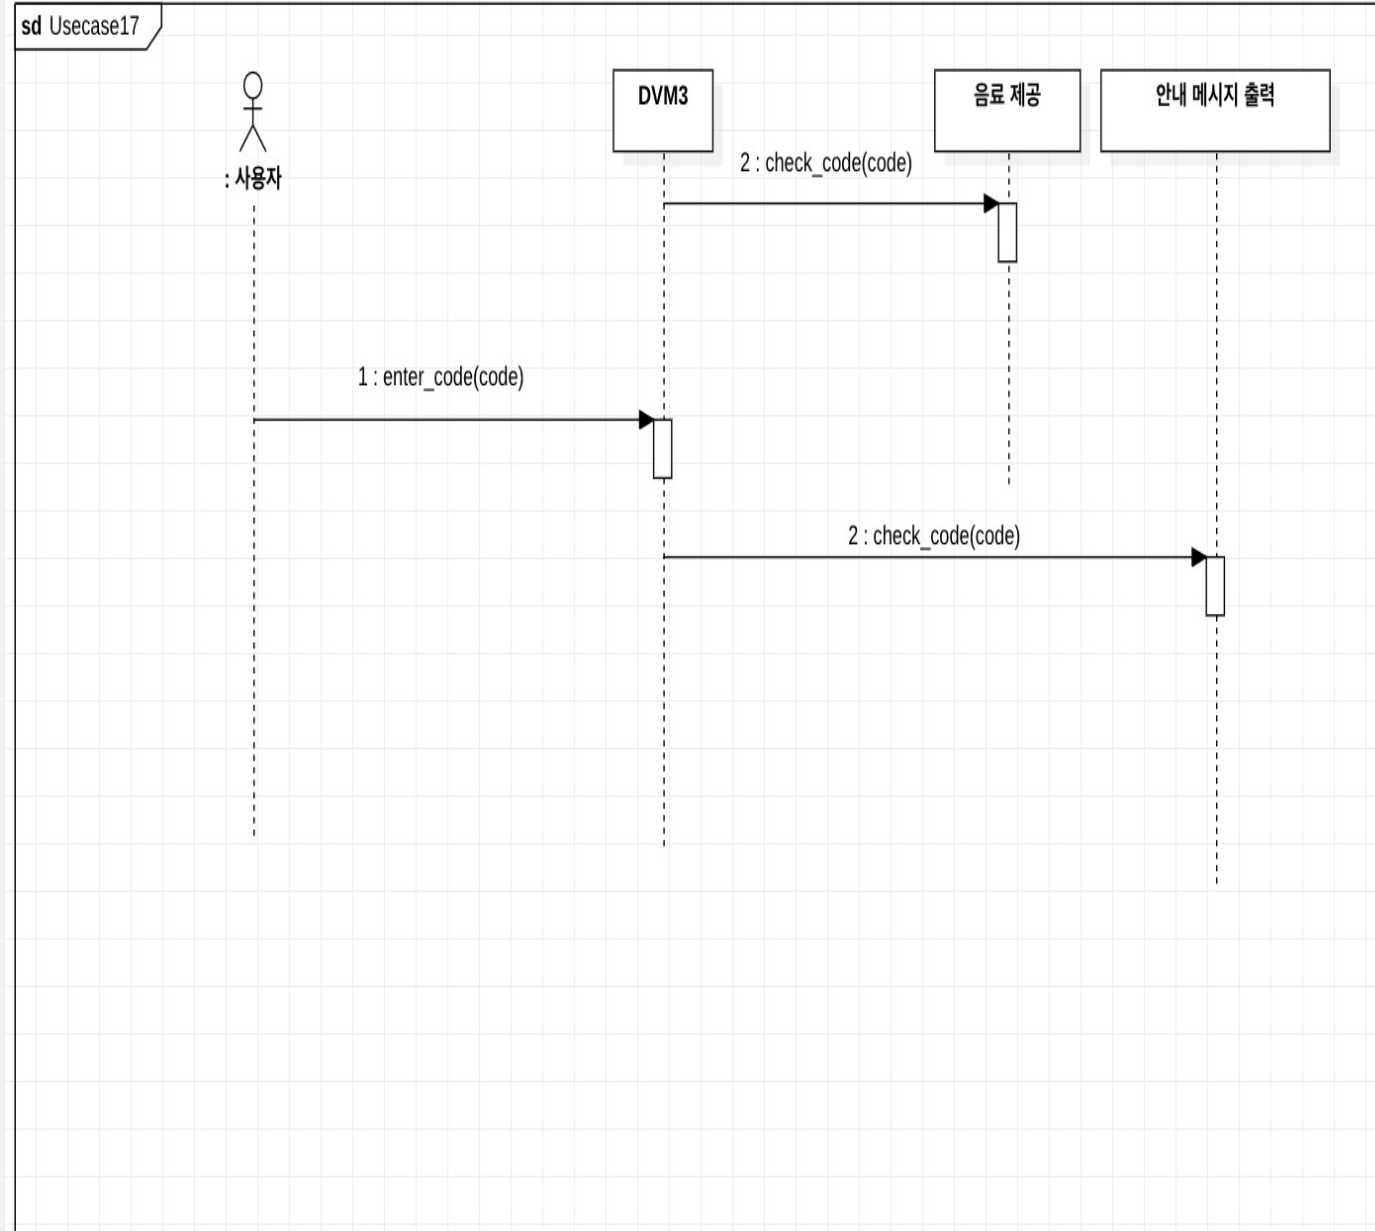 sd Usecase17
: 사용자
DVM3
음료 제공
안내 메시지 출력
2 : check_code(code)
1 : enter_code(code)
2 : check_code(code)